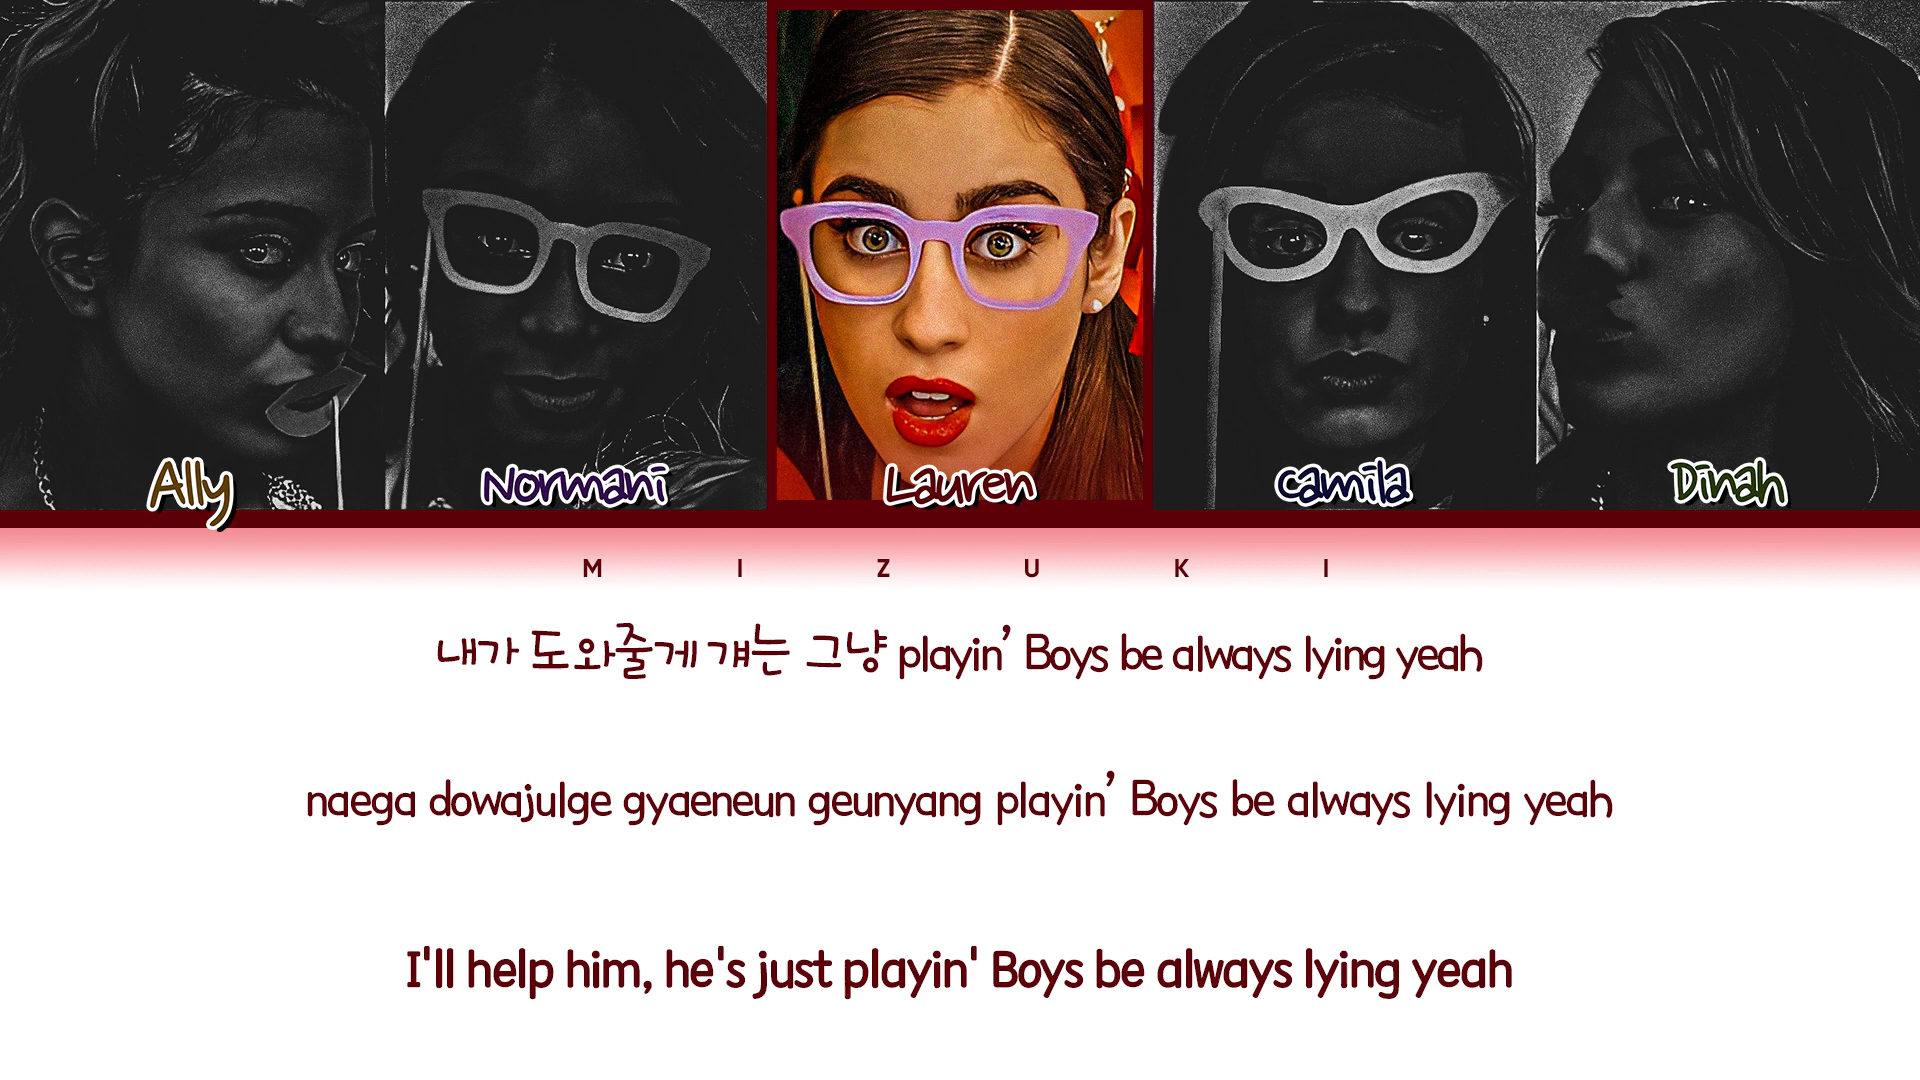 Ally
Normani
Lauren
Camila
Dinah
M I Z U K I
내가 도와줄게 걔는 그냥 playin’ Boys be always lying yeah
naega dowajulge gyaeneun geunyang playin’ Boys be always lying yeah
I'll help him, he's just playin' Boys be always lying yeah